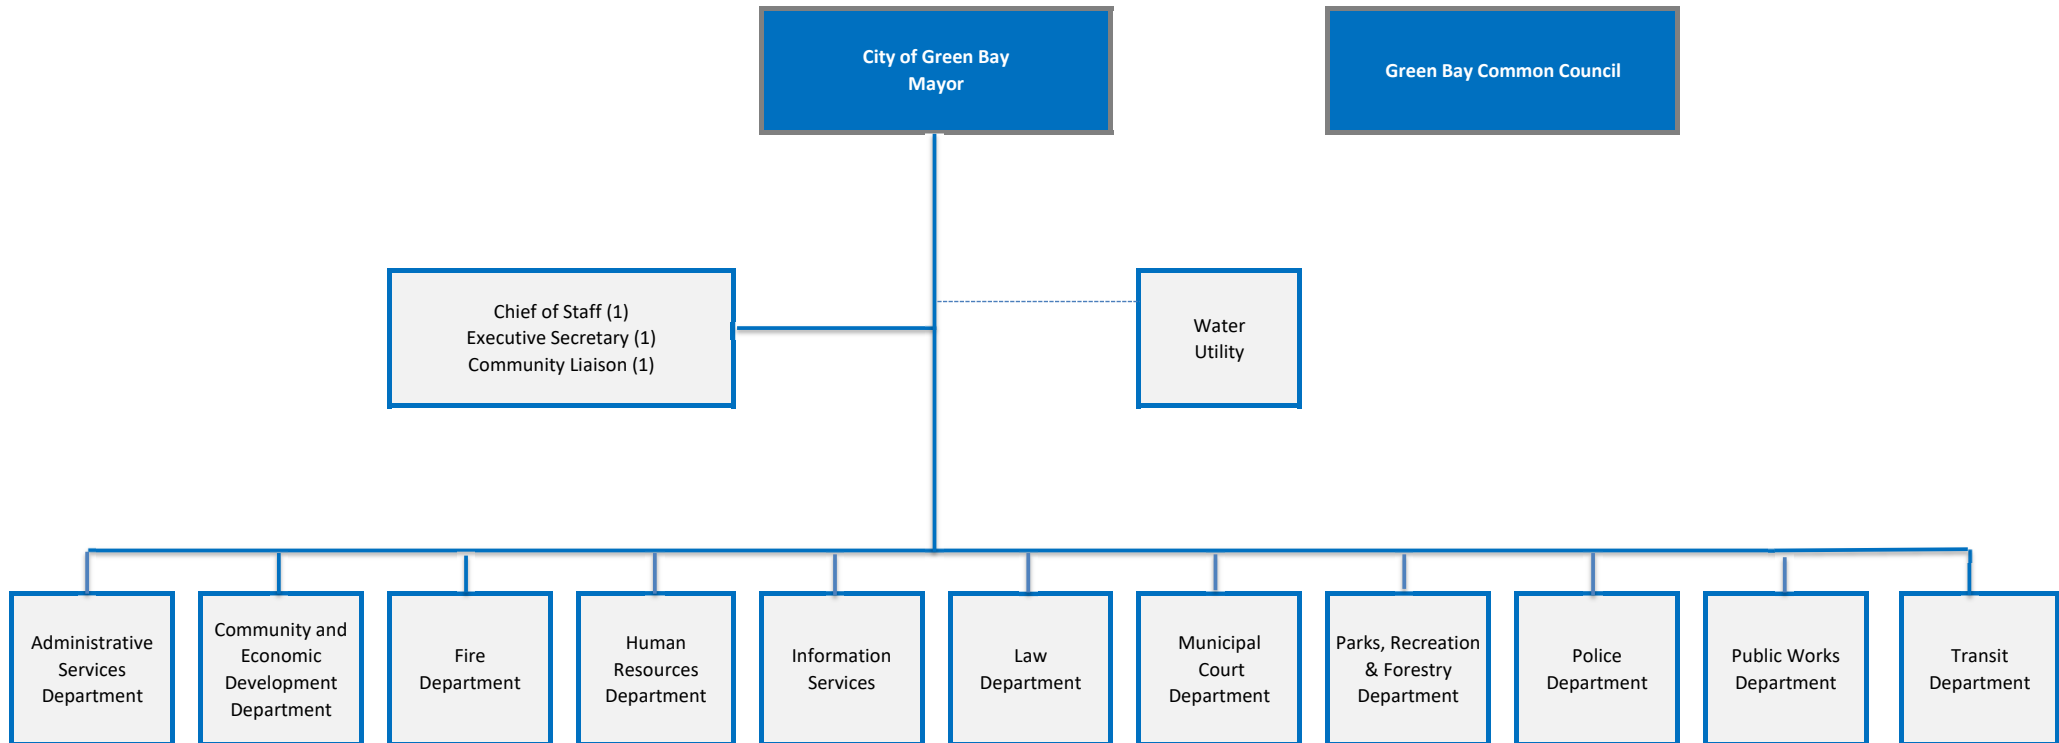 City of Green Bay
Mayor
Green Bay Common Council
Chief of Staff (1)
Executive Secretary (1)
Community Liaison (1)
Water
Utility
Administrative
Services
Department
Community and
Economic
Development
Department
Fire
Department
Human
Resources
Department
Information
Services
Law
Department
Municipal
Court
Department
Parks, Recreation
& Forestry
Department
Police
Department
Public Works
Department
Transit
Department